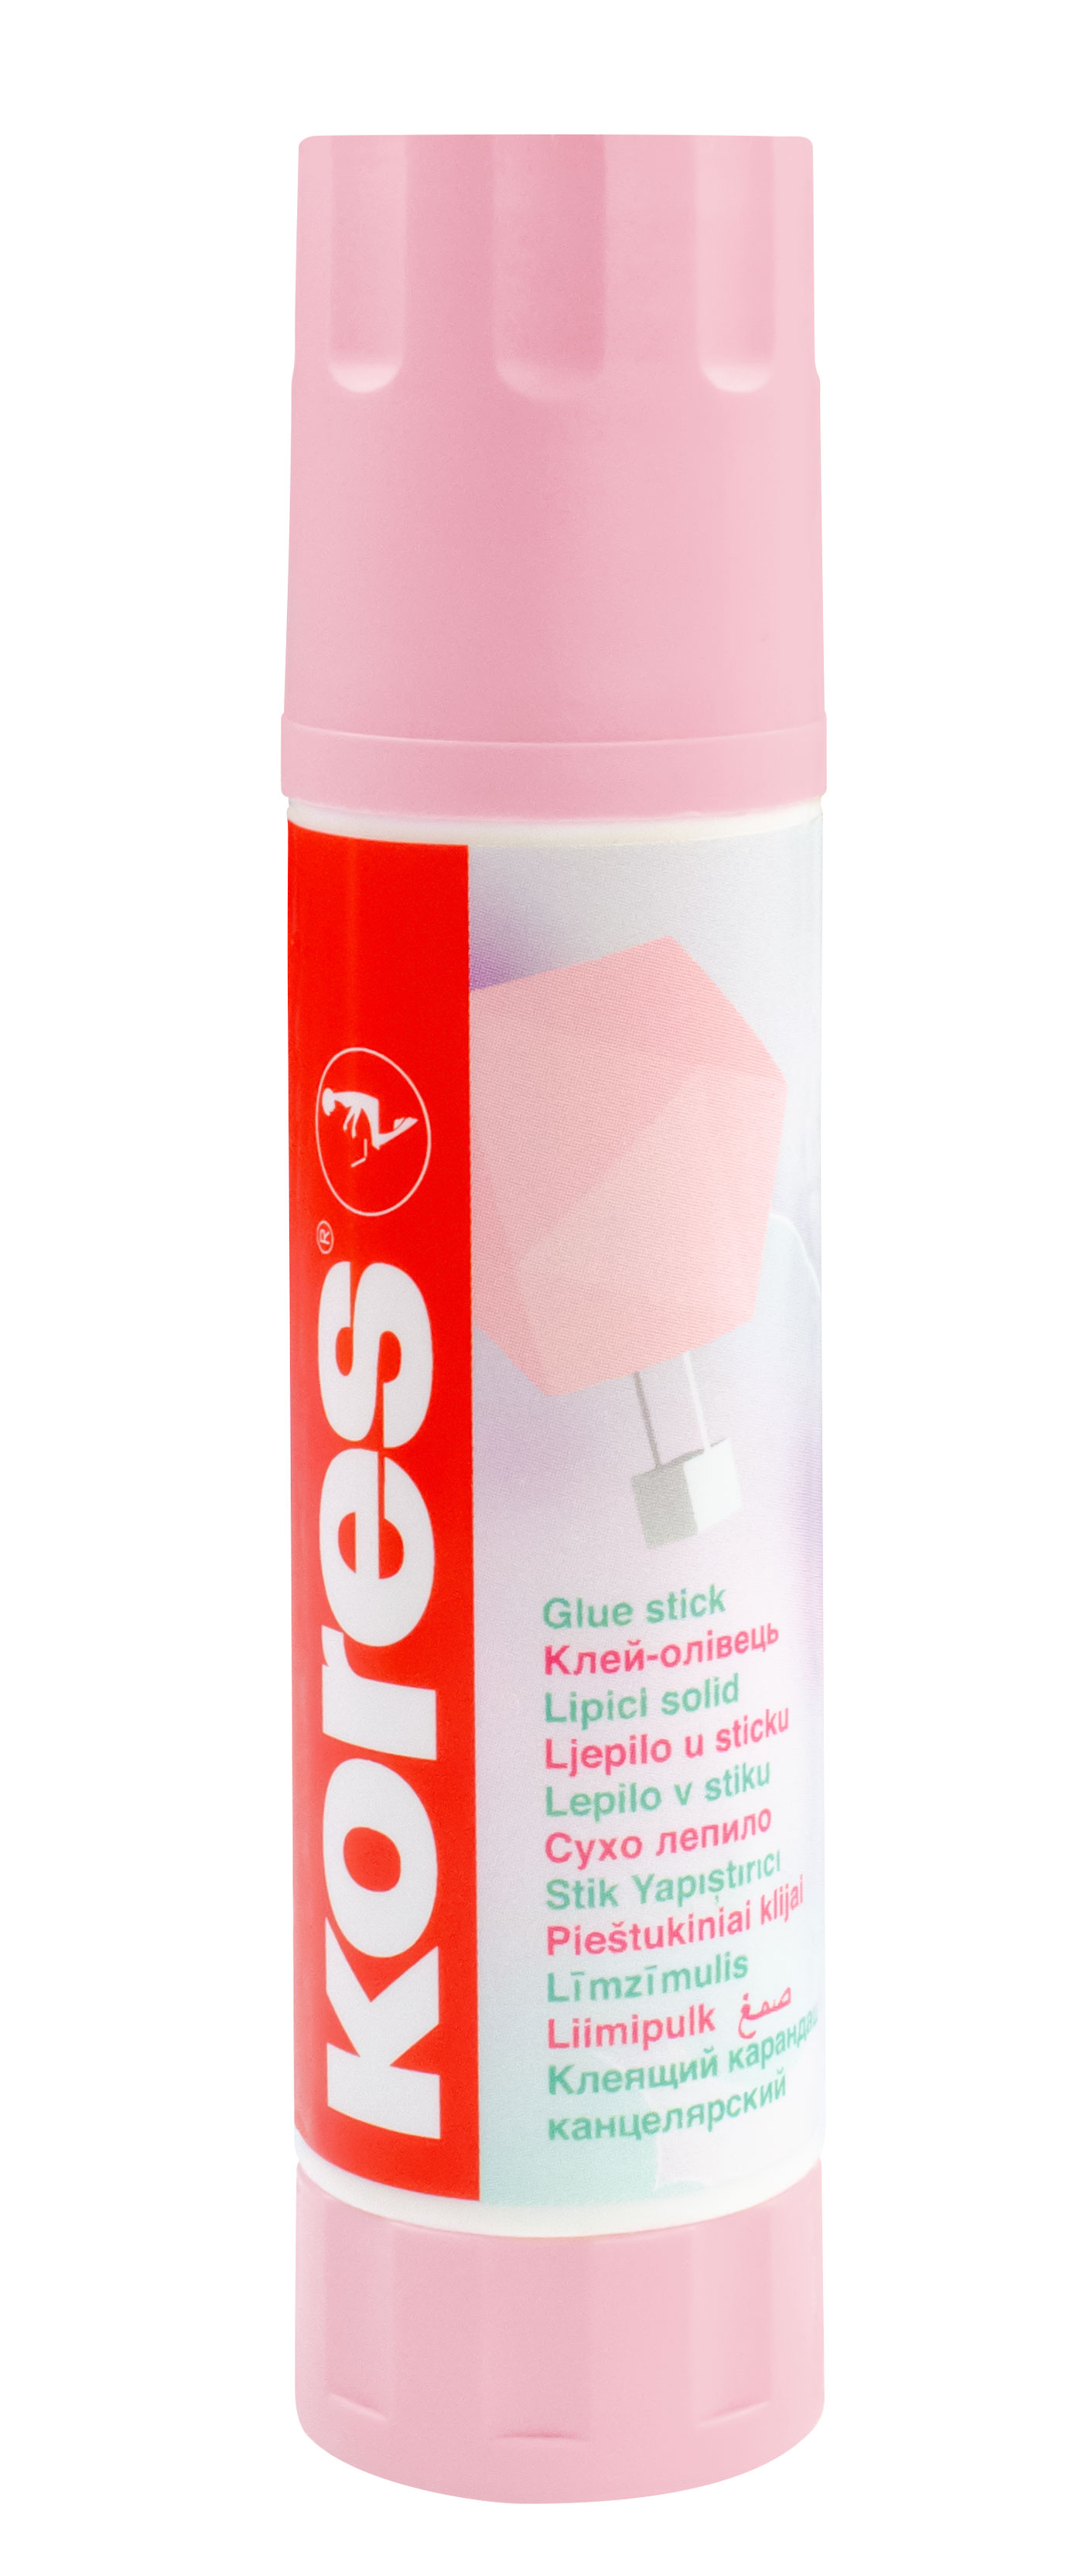 kores®
Glue stick
Клей-олівець
Lipici solid
Ljepilo u sticku
Lepilo v stiku
Сухо лепило
Stik Yapıştırıcı
Pieštukiniai klijai
Līmzīmulis
Liimipulk صمغ
Клеящий карандаш
канцелярский